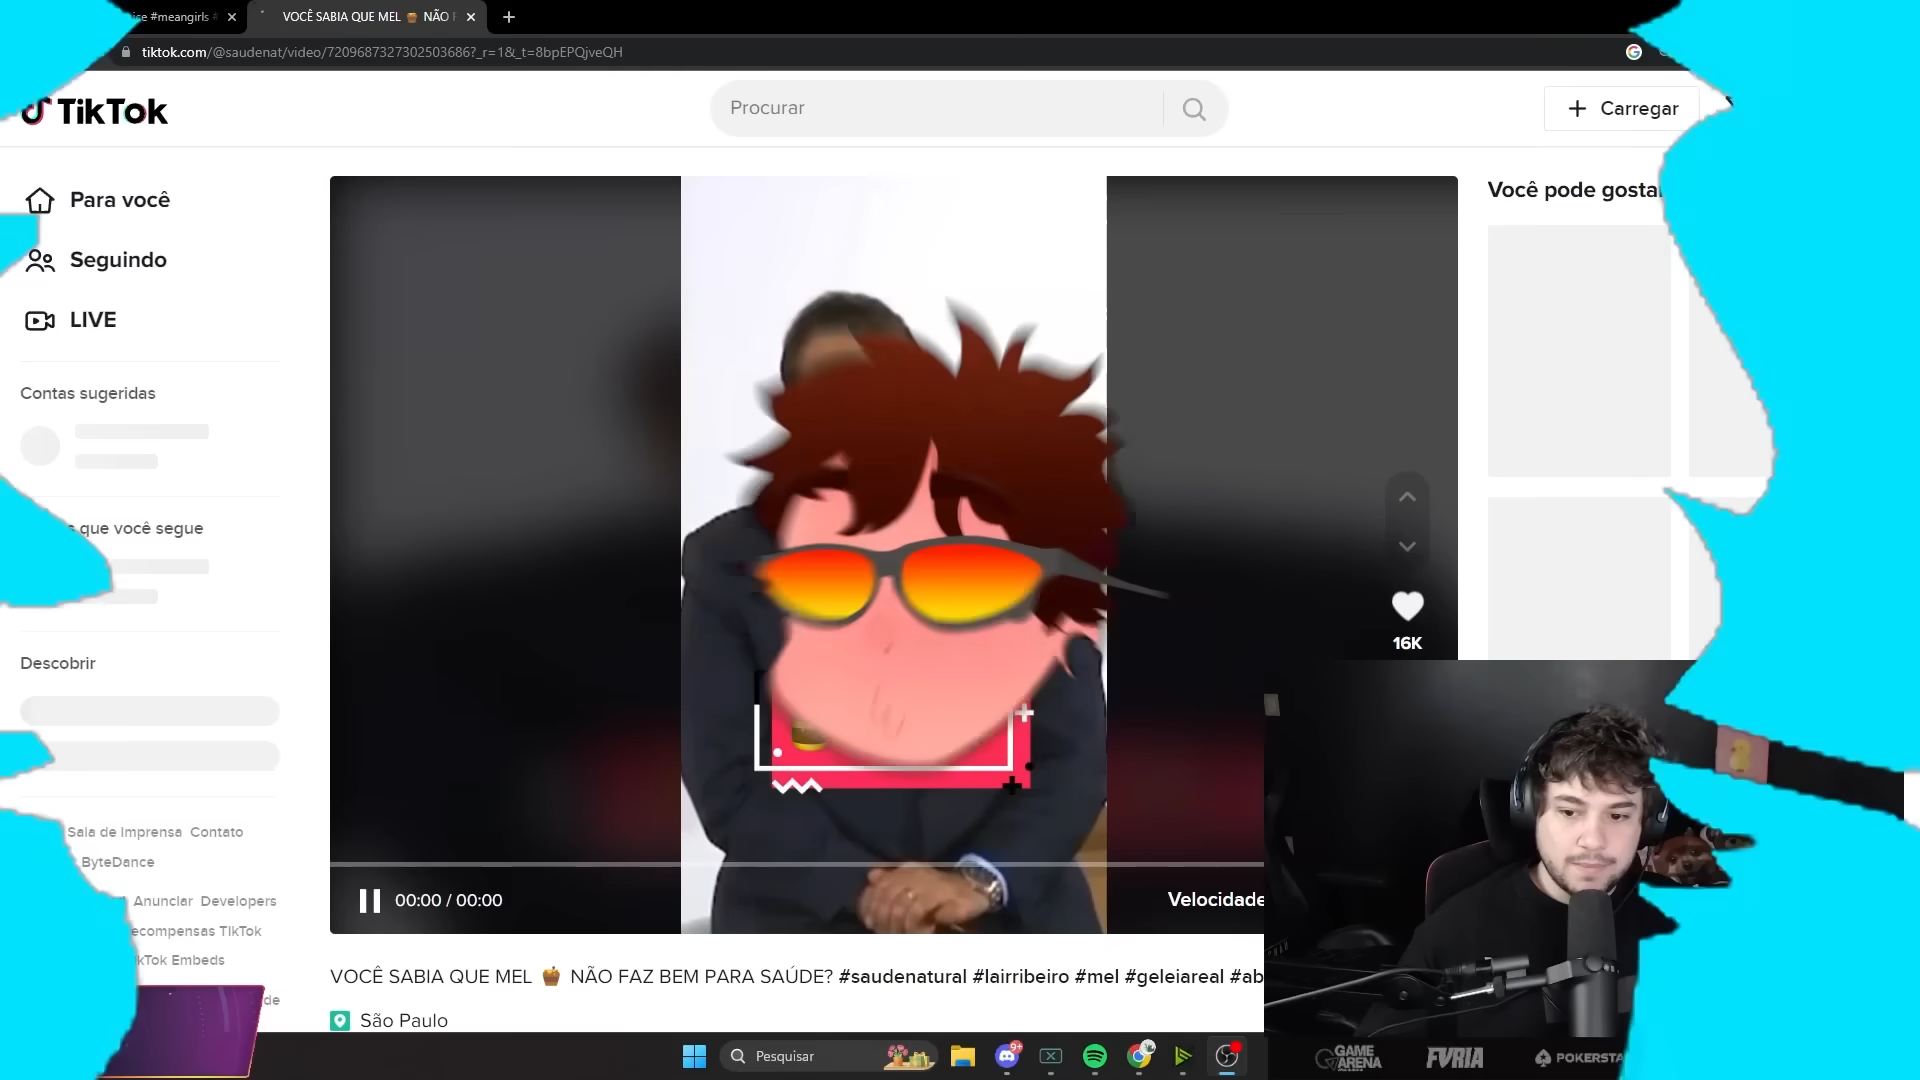 ice #meangirls #
VOCÊ SABIA QUE MEL NÃO F
tiktok.com/@saudenat/video/7209687327302503686?_r=1&_t=8bpEPQjveQH
TikTok
Procurar
Carregar
Para você
Seguindo
LIVE
Contas sugeridas
que você segue
Descobrir
Sala de Imprensa Contato
ByteDance
Anunciar Developers
ecompensas TikTok
kTok Embeds
de
Você pode gosta
16K
00:00 / 00:00
Velocidade
VOCÊ SABIA QUE MEL NÃO FAZ BEM PARA SAÚDE? #saudenatural #lairribeiro #mel #geleiareal #ab
São Paulo
Pesquisar
9+
GAME ARENA
FURIA
POKERSTA